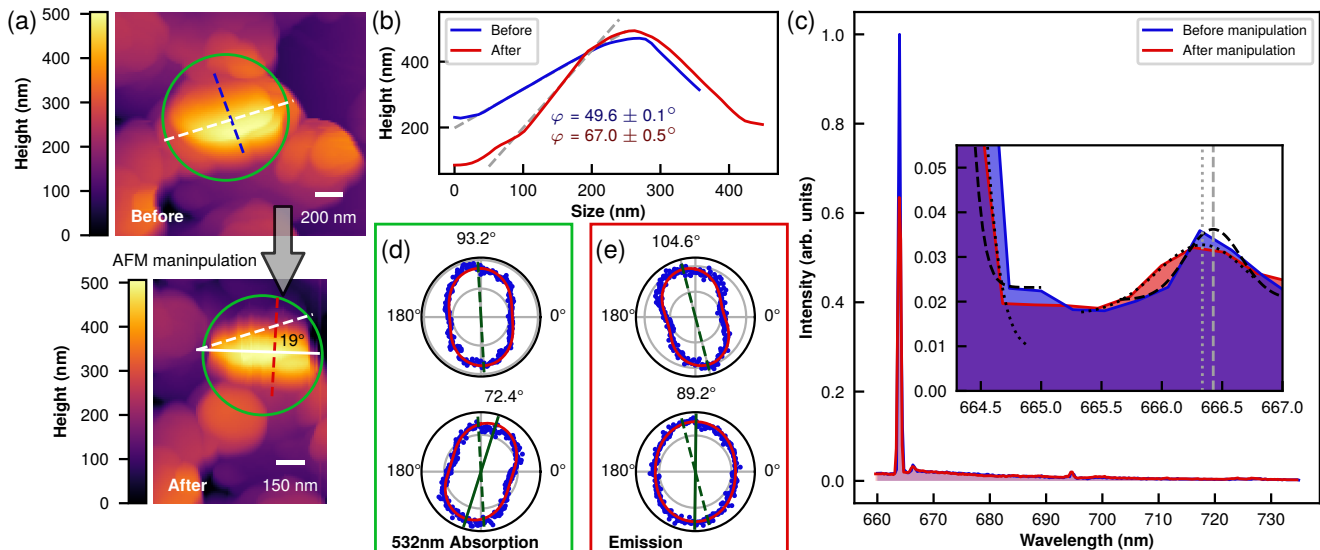 (a)
Height (nm)
500
400
300
200
100
0
Before
200 nm
AFM maninpulation
Height (nm)
500
400
300
200
100
0
19°
After
150 nm
(b)
Height (nm)
400
200
Before
After
φ = 49.6 ± 0.1°
φ = 67.0 ± 0.5°
0 100 200 300 400
Size (nm)
(d)
93.2°
180° 0°
72.4°
180° 0°
532nm Absorption
(e)
104.6°
180° 0°
89.2°
180° 0°
Emission
(c)
Intensity (arb. units)
1.0
0.8
0.6
0.4
0.2
0.0
Before manipulation
After manipulation
0.05
0.04
0.03
0.02
0.01
0.00
664.5 665.0 665.5 666.0 666.5 667.0
660 670 680 690 700 710 720 730
Wavelength (nm)